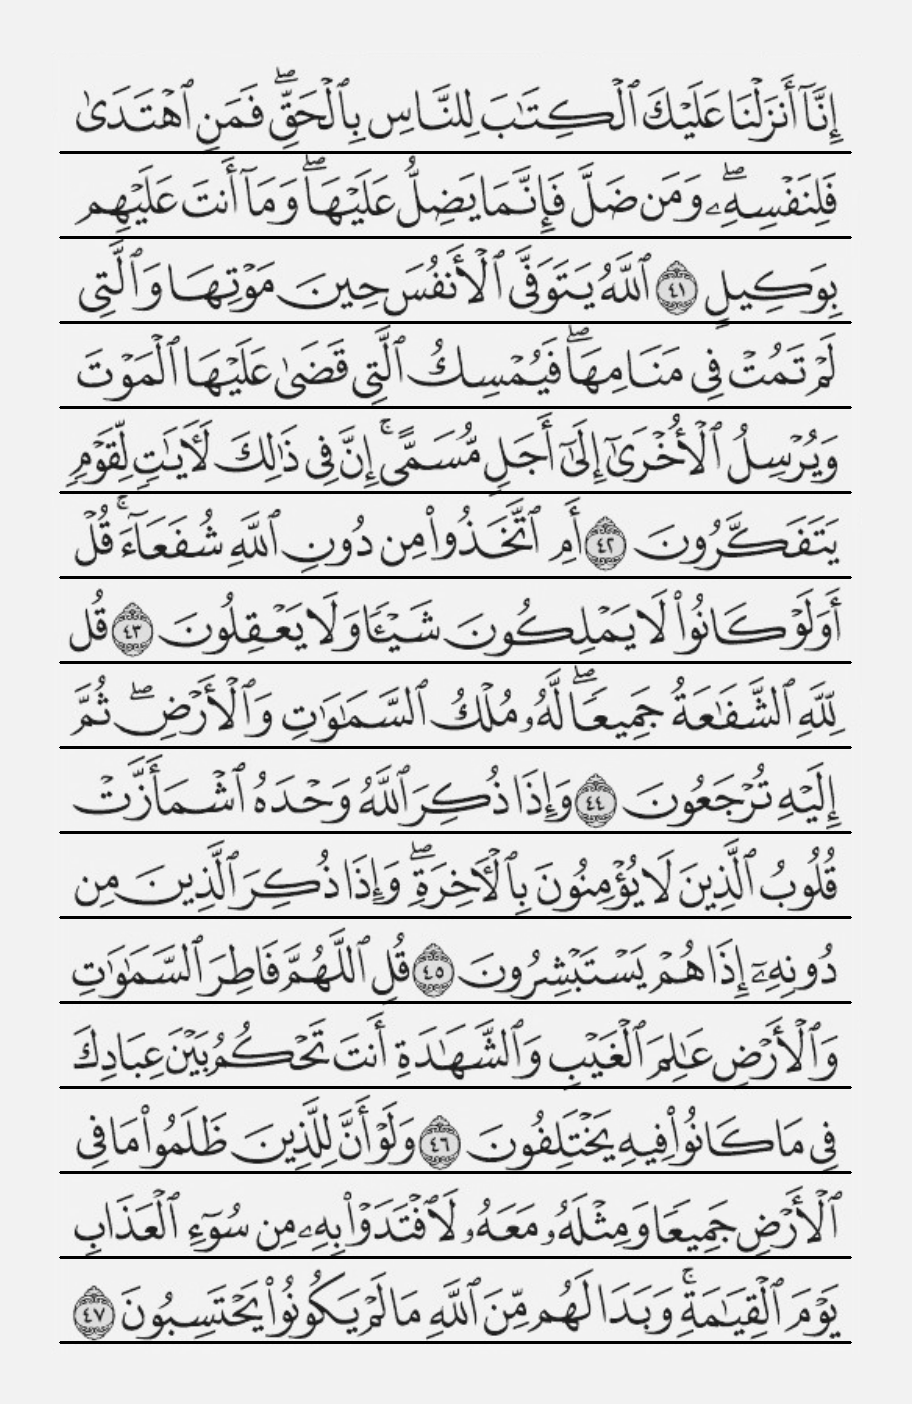 إِنَّآ أَنزَلْنَا عَلَيْكَ ٱلْكِتَٰبَ لِلنَّاسِ بِٱلْحَقِّ ۖ فَمَنِ ٱهْتَدَىٰ
فَلِنَفْسِهِۦ ۖ وَمَن ضَلَّ فَإِنَّمَا يَضِلُّ عَلَيْهَا ۖ وَمَآ أَنتَ عَلَيْهِم
بِوَكِيلٍ ٤١ ٱللَّهُ يَتَوَفَّى ٱلْأَنفُسَ حِينَ مَوْتِهَا وَٱلَّتِى
لَمْ تَمُتْ فِى مَنَامِهَا ۖ فَيُمْسِكُ ٱلَّتِى قَضَىٰ عَلَيْهَا ٱلْمَوْتَ
وَيُرْسِلُ ٱلْأُخْرَىٰٓ إِلَىٰٓ أَجَلٍ مُّسَمًّى ۚ إِنَّ فِى ذَٰلِكَ لَءَايَٰتٍ لِّقَوْمٍ
يَتَفَكَّرُونَ ٤٢ أَمِ ٱتَّخَذُوا۟ مِن دُونِ ٱللَّهِ شُفَعَآءَ ۚ قُلْ
أَوَلَوْ كَانُوا۟ لَا يَمْلِكُونَ شَيْـًٔا وَلَا يَعْقِلُونَ ٤٣ قُل
لِّلَّهِ ٱلشَّفَٰعَةُ جَمِيعًا ۖ لَّهُۥ مُلْكُ ٱلسَّمَٰوَٰتِ وَٱلْأَرْضِ ۖ ثُمَّ
إِلَيْهِ تُرْجَعُونَ ٤٤ وَإِذَا ذُكِرَ ٱللَّهُ وَحْدَهُ ٱشْمَأَزَّتْ
قُلُوبُ ٱلَّذِينَ لَا يُؤْمِنُونَ بِٱلْءَاخِرَةِ ۖ وَإِذَا ذُكِرَ ٱلَّذِينَ مِن
دُونِهِۦٓ إِذَا هُمْ يَسْتَبْشِرُونَ ٤٥ قُلِ ٱللَّهُمَّ فَاطِرَ ٱلسَّمَٰوَٰتِ
وَٱلْأَرْضِ عَٰلِمَ ٱلْغَيْبِ وَٱلشَّهَٰدَةِ أَنتَ تَحْكُمُ بَيْنَ عِبَادِكَ
فِى مَا كَانُوا۟ فِيهِ يَخْتَلِفُونَ ٤٦ وَلَوْ أَنَّ لِلَّذِينَ ظَلَمُوا۟ مَا فِى
ٱلْأَرْضِ جَمِيعًا وَمِثْلَهُۥ مَعَهُۥ لَٱفْتَدَوْا۟ بِهِۦ مِن سُوٓءِ ٱلْعَذَابِ
يَوْمَ ٱلْقِيَٰمَةِ ۚ وَبَدَا لَهُم مِّنَ ٱللَّهِ مَا لَمْ يَكُونُوا۟ يَحْتَسِبُونَ ٤٧